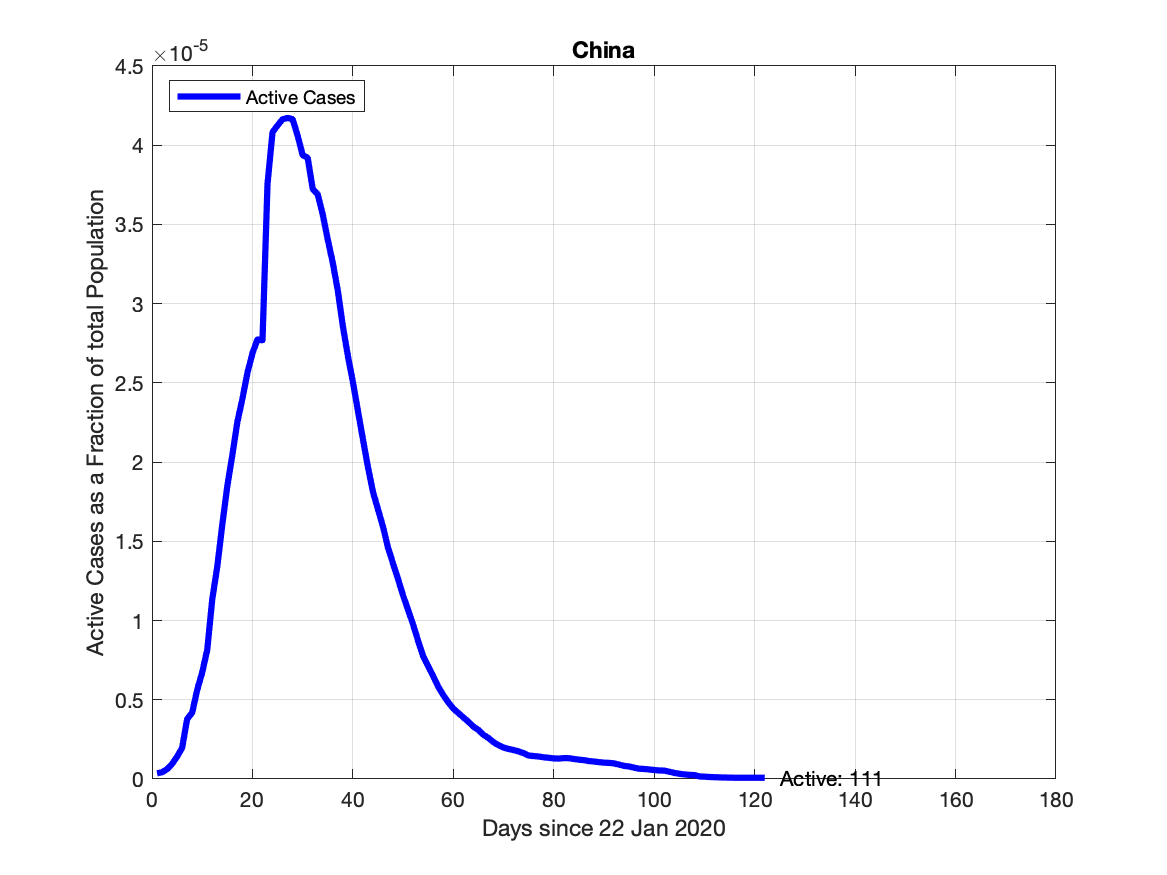 China
×10-5
Active Cases
4.5
4
3.5
3
2.5
2
1.5
1
0.5
0
Active Cases as a Fraction of total Population
Active: 111
0 20 40 60 80 100 120 140 160 180
Days since 22 Jan 2020